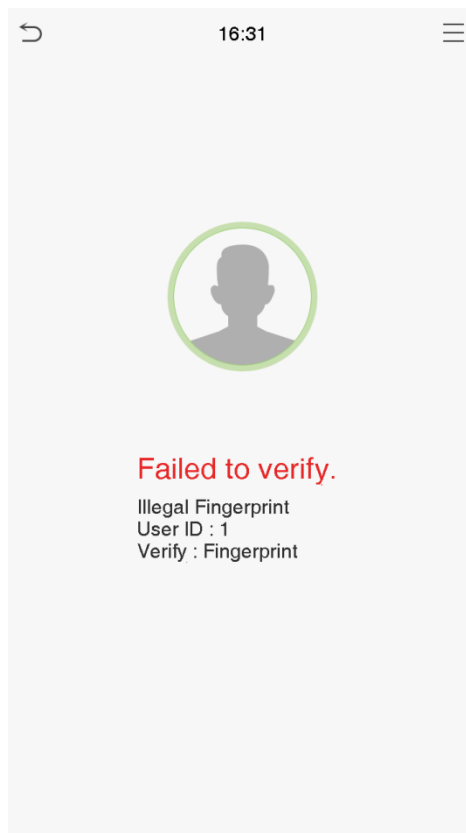 16:31
Failed to verify.
Illegal Fingerprint
User ID : 1
Verify : Fingerprint